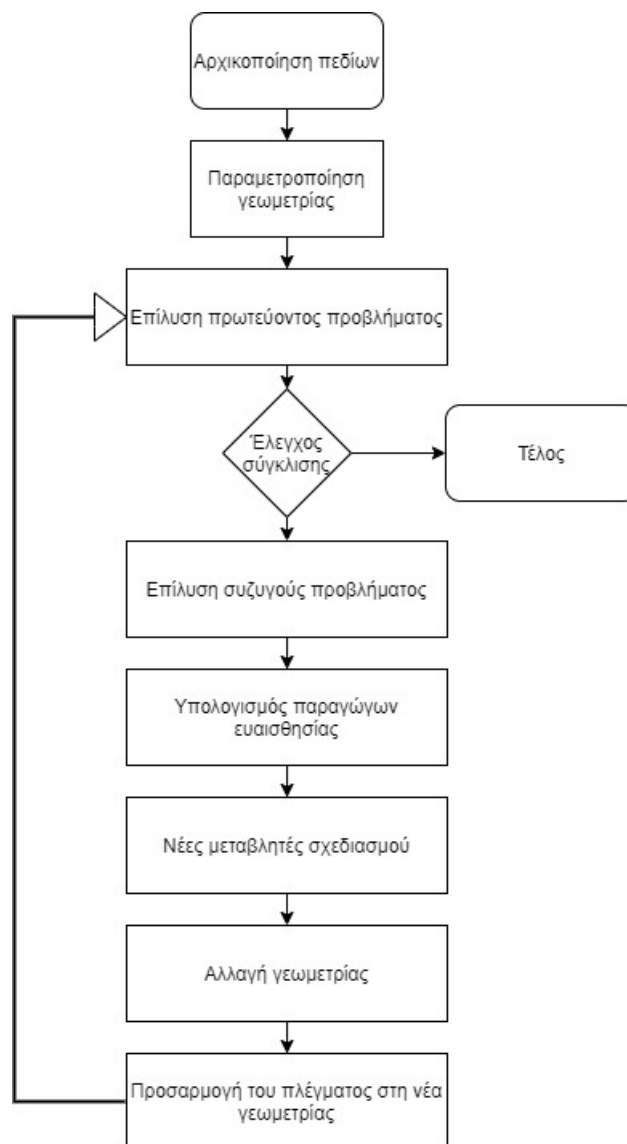 Αρχικοποίηση πεδίων
Παραμετροποίηση
γεωμετρίας
Επίλυση πρωτεύοντος προβλήματος
Έλεγχος
σύγκλισης
Τέλος
Επίλυση συζυγούς προβλήματος
Υπολογισμός παραγώγων
ευαισθησίας
Νέες μεταβλητές σχεδιασμού
Αλλαγή γεωμετρίας
Προσαρμογή του πλέγματος στη νέα
γεωμετρίας